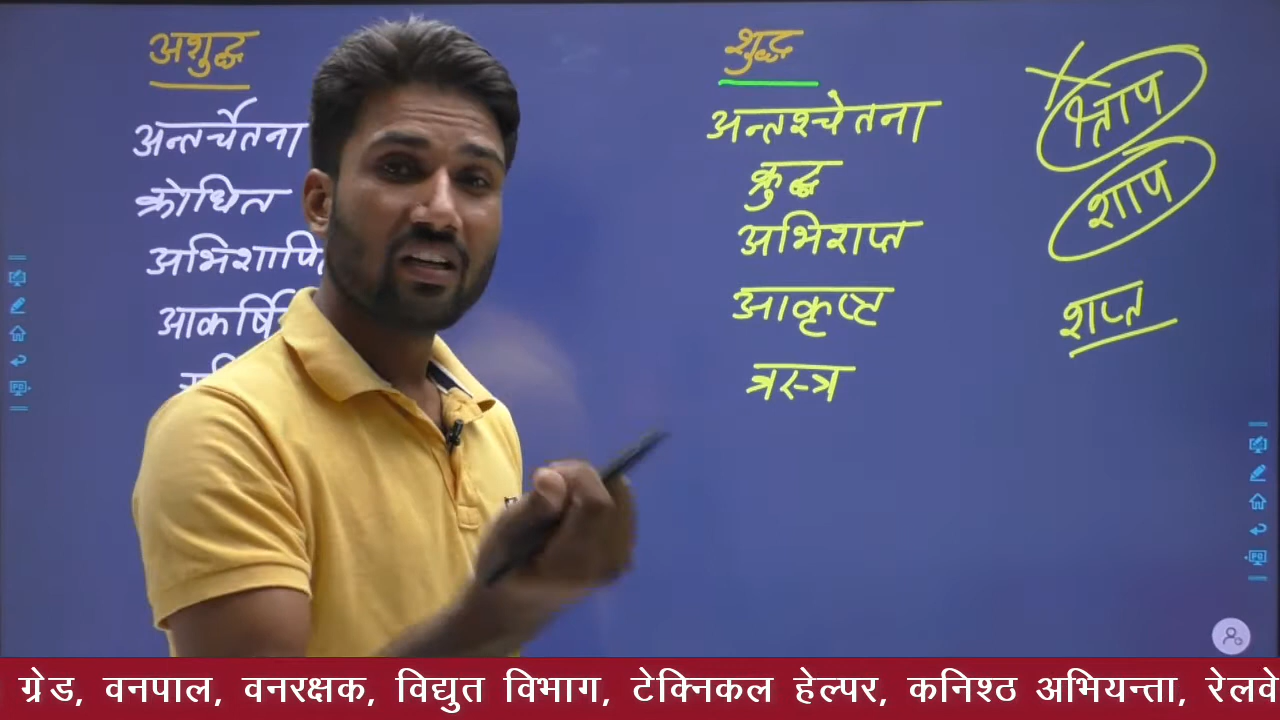 अशुद्ध
अन्तर्चेतना
क्रोधित
अभिशापि
आकर्षि
शुद्ध
अन्तश्चेतना
क्रुद्ध
अभिशप्त
आकृष्ट
त्रस्त्र
श्राप
शाप
शप्त
ग्रेड, वनपाल, वनरक्षक, विद्युत विभाग, टेक्निकल हेल्पर, कनिश्ठ अभियन्ता, रेलवे